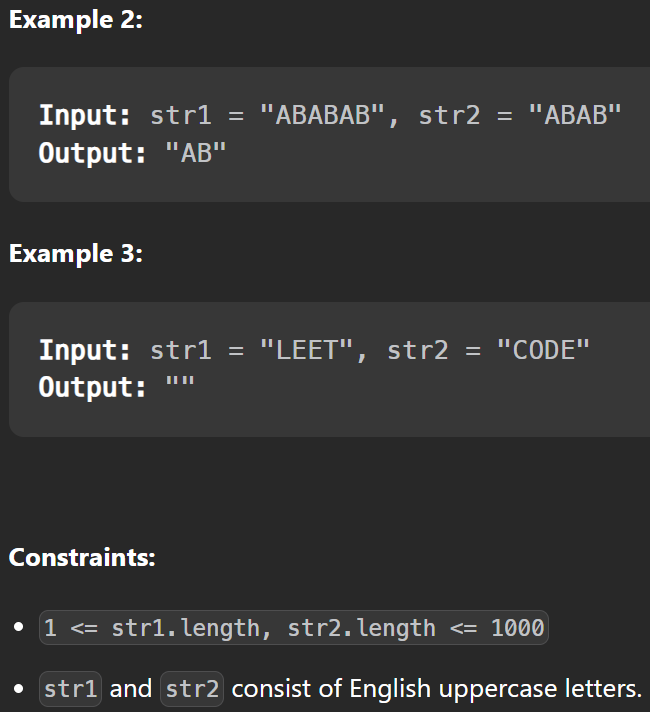 Example 2:
Input: str1 = "ABABAB", str2 = "ABAB"
Output: "AB"
Example 3:
Input: str1 = "LEET", str2 = "CODE"
Output: ""
Constraints:
• 1 <= str1.length, str2.length <= 1000
• str1 and str2 consist of English uppercase letters.